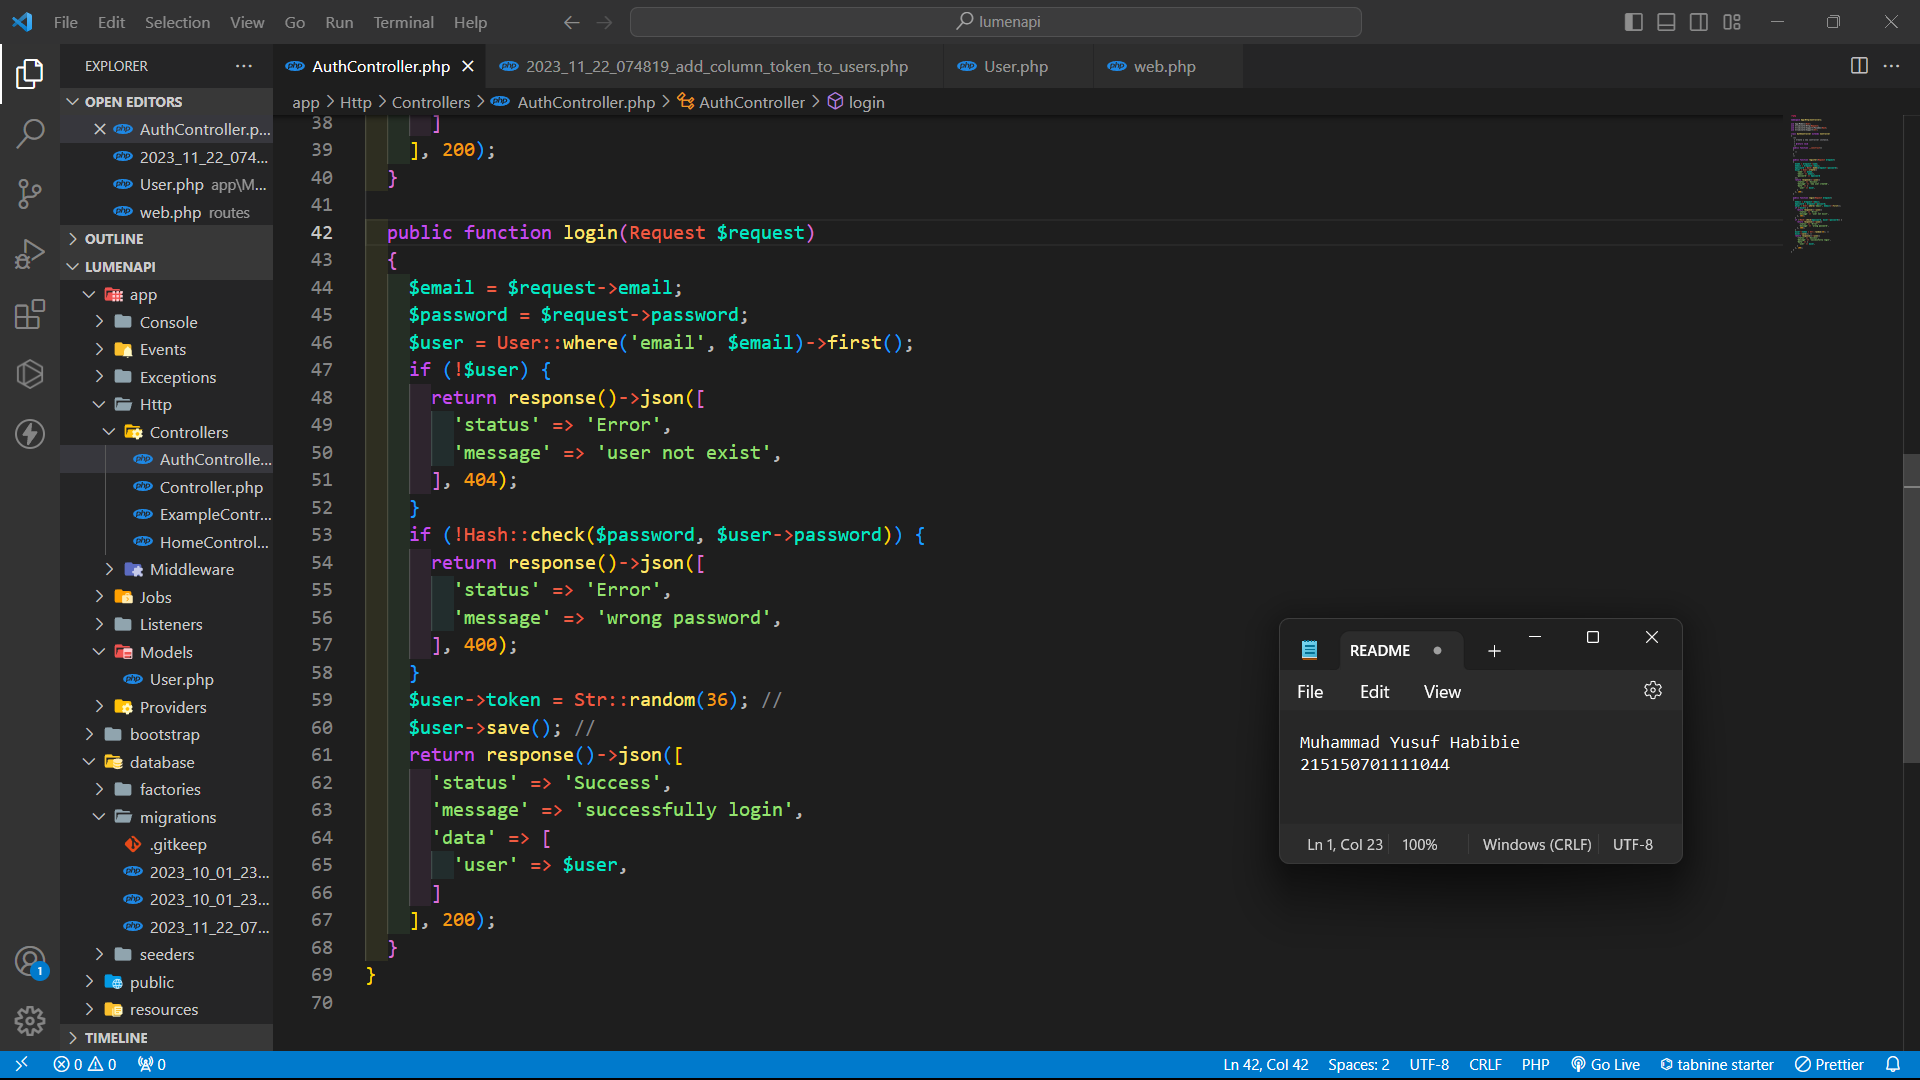 File Edit Selection View Go Run Terminal Help
lumenapi
EXPLORER
OPEN EDITORS
AuthController.p...
2023_11_22_074...
User.php app\M...
web.php routes
OUTLINE
LUMENAPI
app
Console
Events
Exceptions
Http
Controllers
AuthControlle...
Controller.php
ExampleContr...
HomeControl...
Middleware
Jobs
Listeners
Models
User.php
Providers
bootstrap
database
factories
migrations
.gitkeep
2023_10_01_23...
2023_10_01_23...
2023_11_22_07...
seeders
public
resources
TIMELINE
AuthController.php
2023_11_22_074819_add_column_token_to_users.php
User.php
web.php
app > Http > Controllers > AuthController.php > AuthController > login
38 ]
39 ], 200);
40 }
41
42 public function login(Request $request)
43 {
44 $email = $request->email;
45 $password = $request->password;
46 $user = User::where('email', $email)->first();
47 if (!$user) {
48 return response()->json([
49 'status' => 'Error',
50 'message' => 'user not exist',
51 ], 404);
52 }
53 if (!Hash::check($password, $user->password)) {
54 return response()->json([
55 'status' => 'Error',
56 'message' => 'wrong password',
57 ], 400);
58 }
59 $user->token = Str::random(36); //
60 $user->save(); //
61 return response()->json([
62 'status' => 'Success',
63 'message' => 'successfully login',
64 'data' => [
65 'user' => $user,
66 ]
67 ], 200);
68 }
69 }
70
README
File Edit View
Muhammad Yusuf Habibie
215150701111044
Ln 1, Col 23 100% Windows (CRLF) UTF-8
1
0 0 0
Ln 42, Col 42 Spaces: 2 UTF-8 CRLF PHP Go Live tabnine starter Prettier